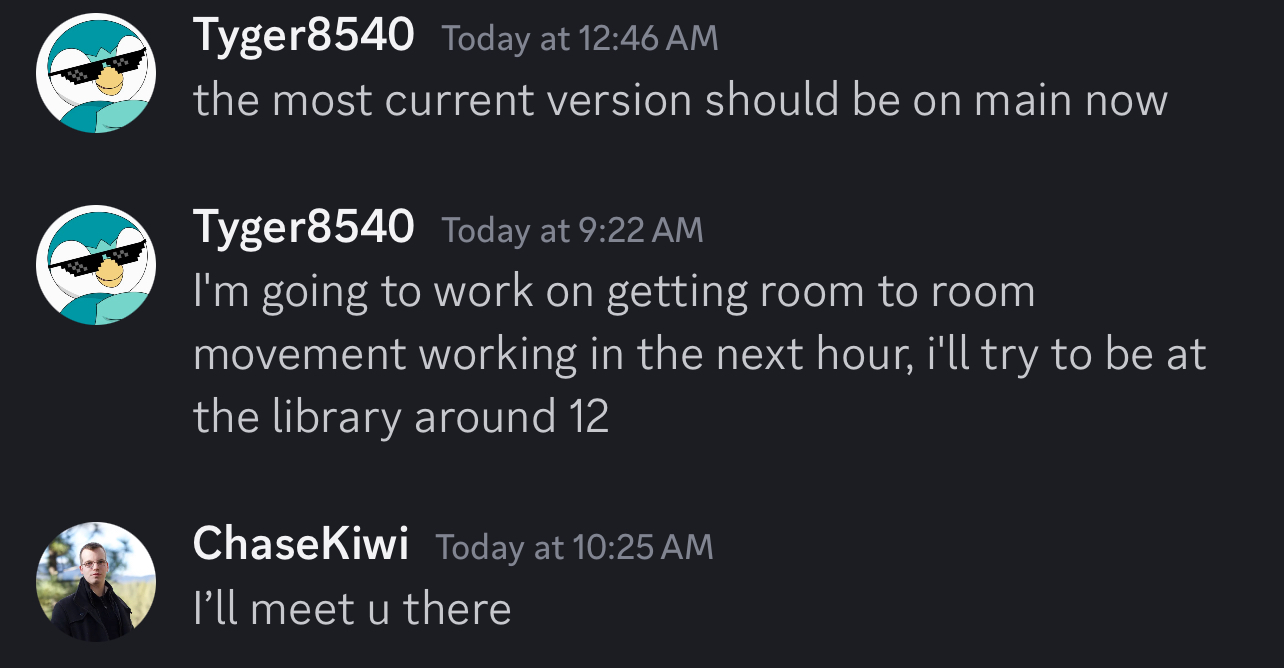 Tyger8540 Today at 12:46 AM
the most current version should be on main now
Tyger8540 Today at 9:22 AM
I'm going to work on getting room to room
movement working in the next hour, i'll try to be at
the library around 12
ChaseKiwi Today at 10:25 AM
I’ll meet u there